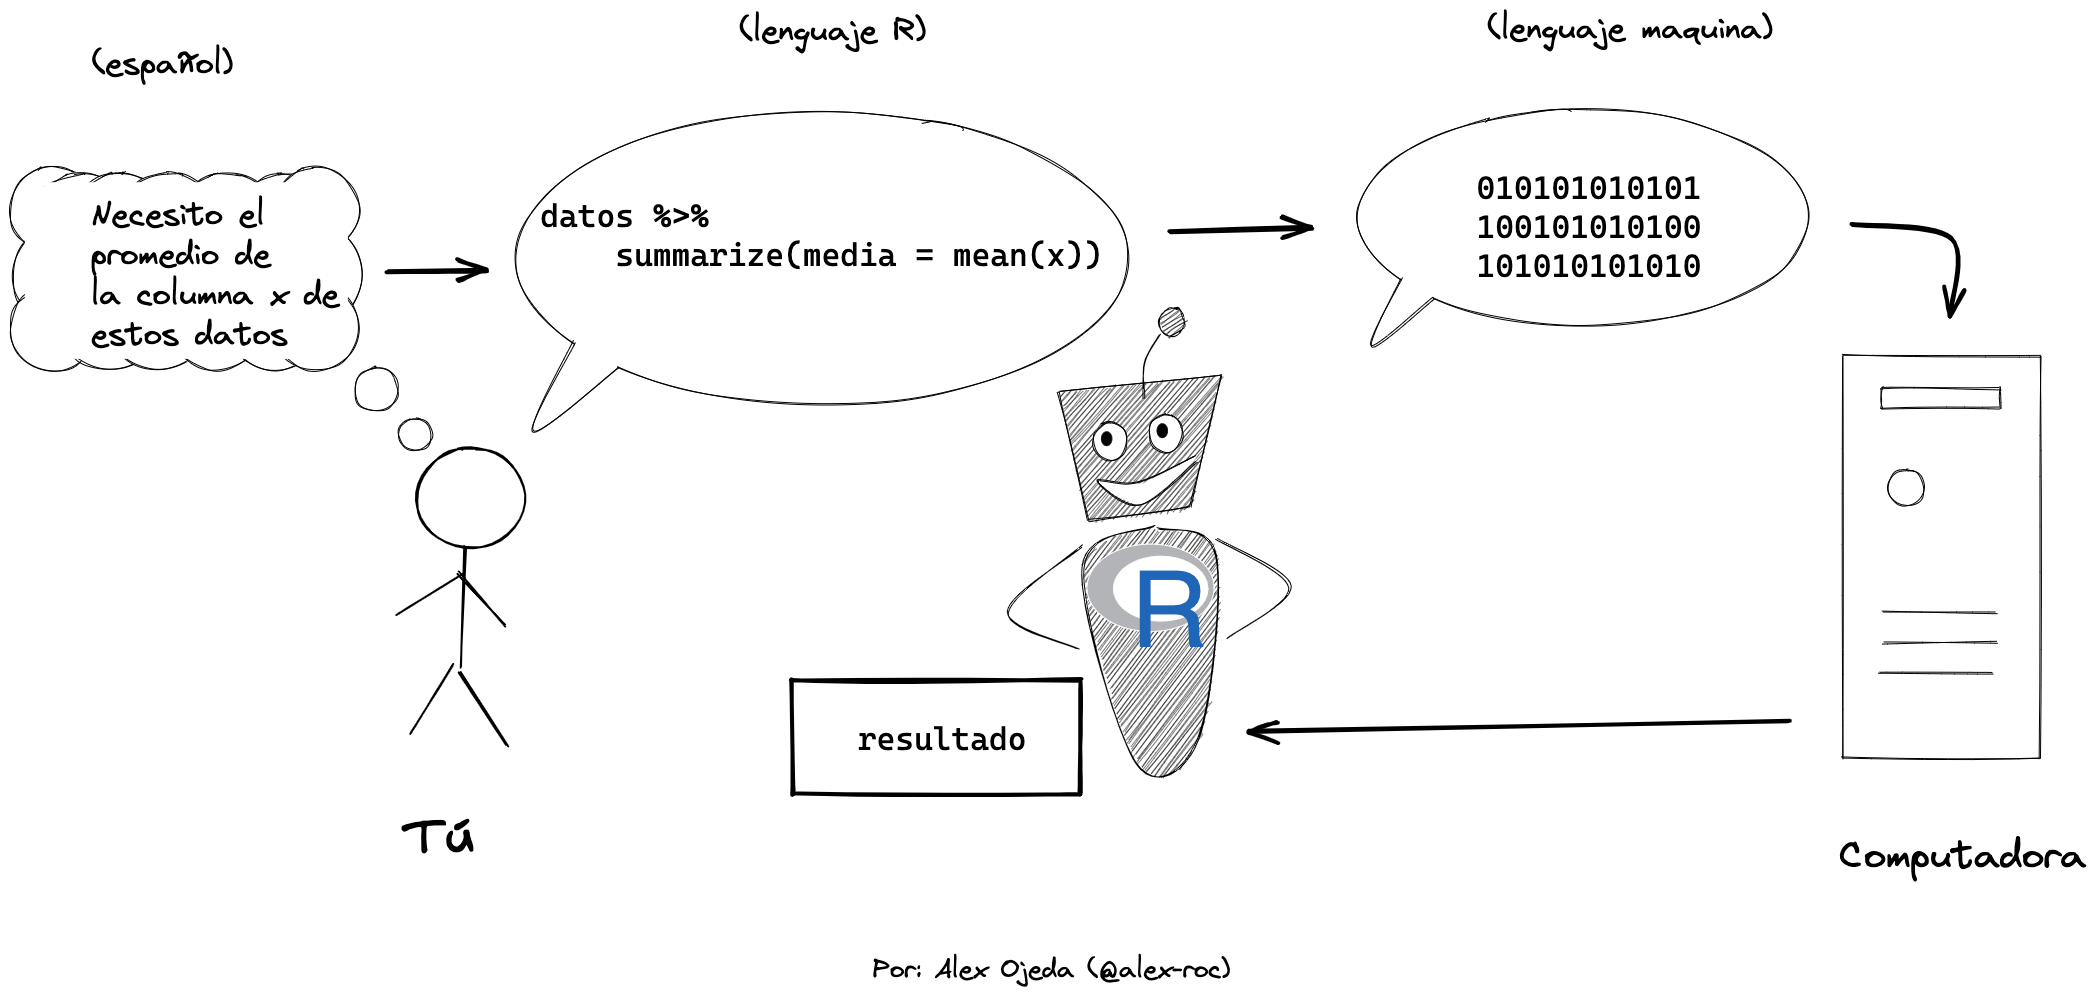 (español)
(lenguaje R)
(lenguaje maquina)
Necesito el
promedio de
la columna x de
estos datos
datos %>%
    summarize(media = mean(x))
010101010101
100101010100
101010101010
R
resultado
Tú
Computadora
Por: Alex Ojeda (@alex-roc)